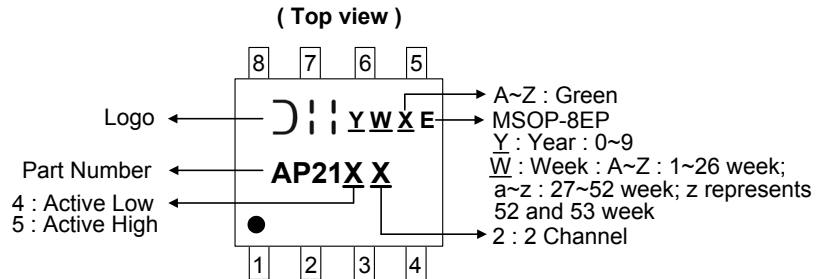 ( Top view )
8 7 6 5
Logo
Y W X E
A~Z : Green
MSOP-8EP
Y : Year : 0~9
W : Week : A~Z : 1~26 week;
a~z : 27~52 week; z represents
52 and 53 week
Part Number
AP21X X
4 : Active Low
5 : Active High
2 : 2 Channel
1 2 3 4